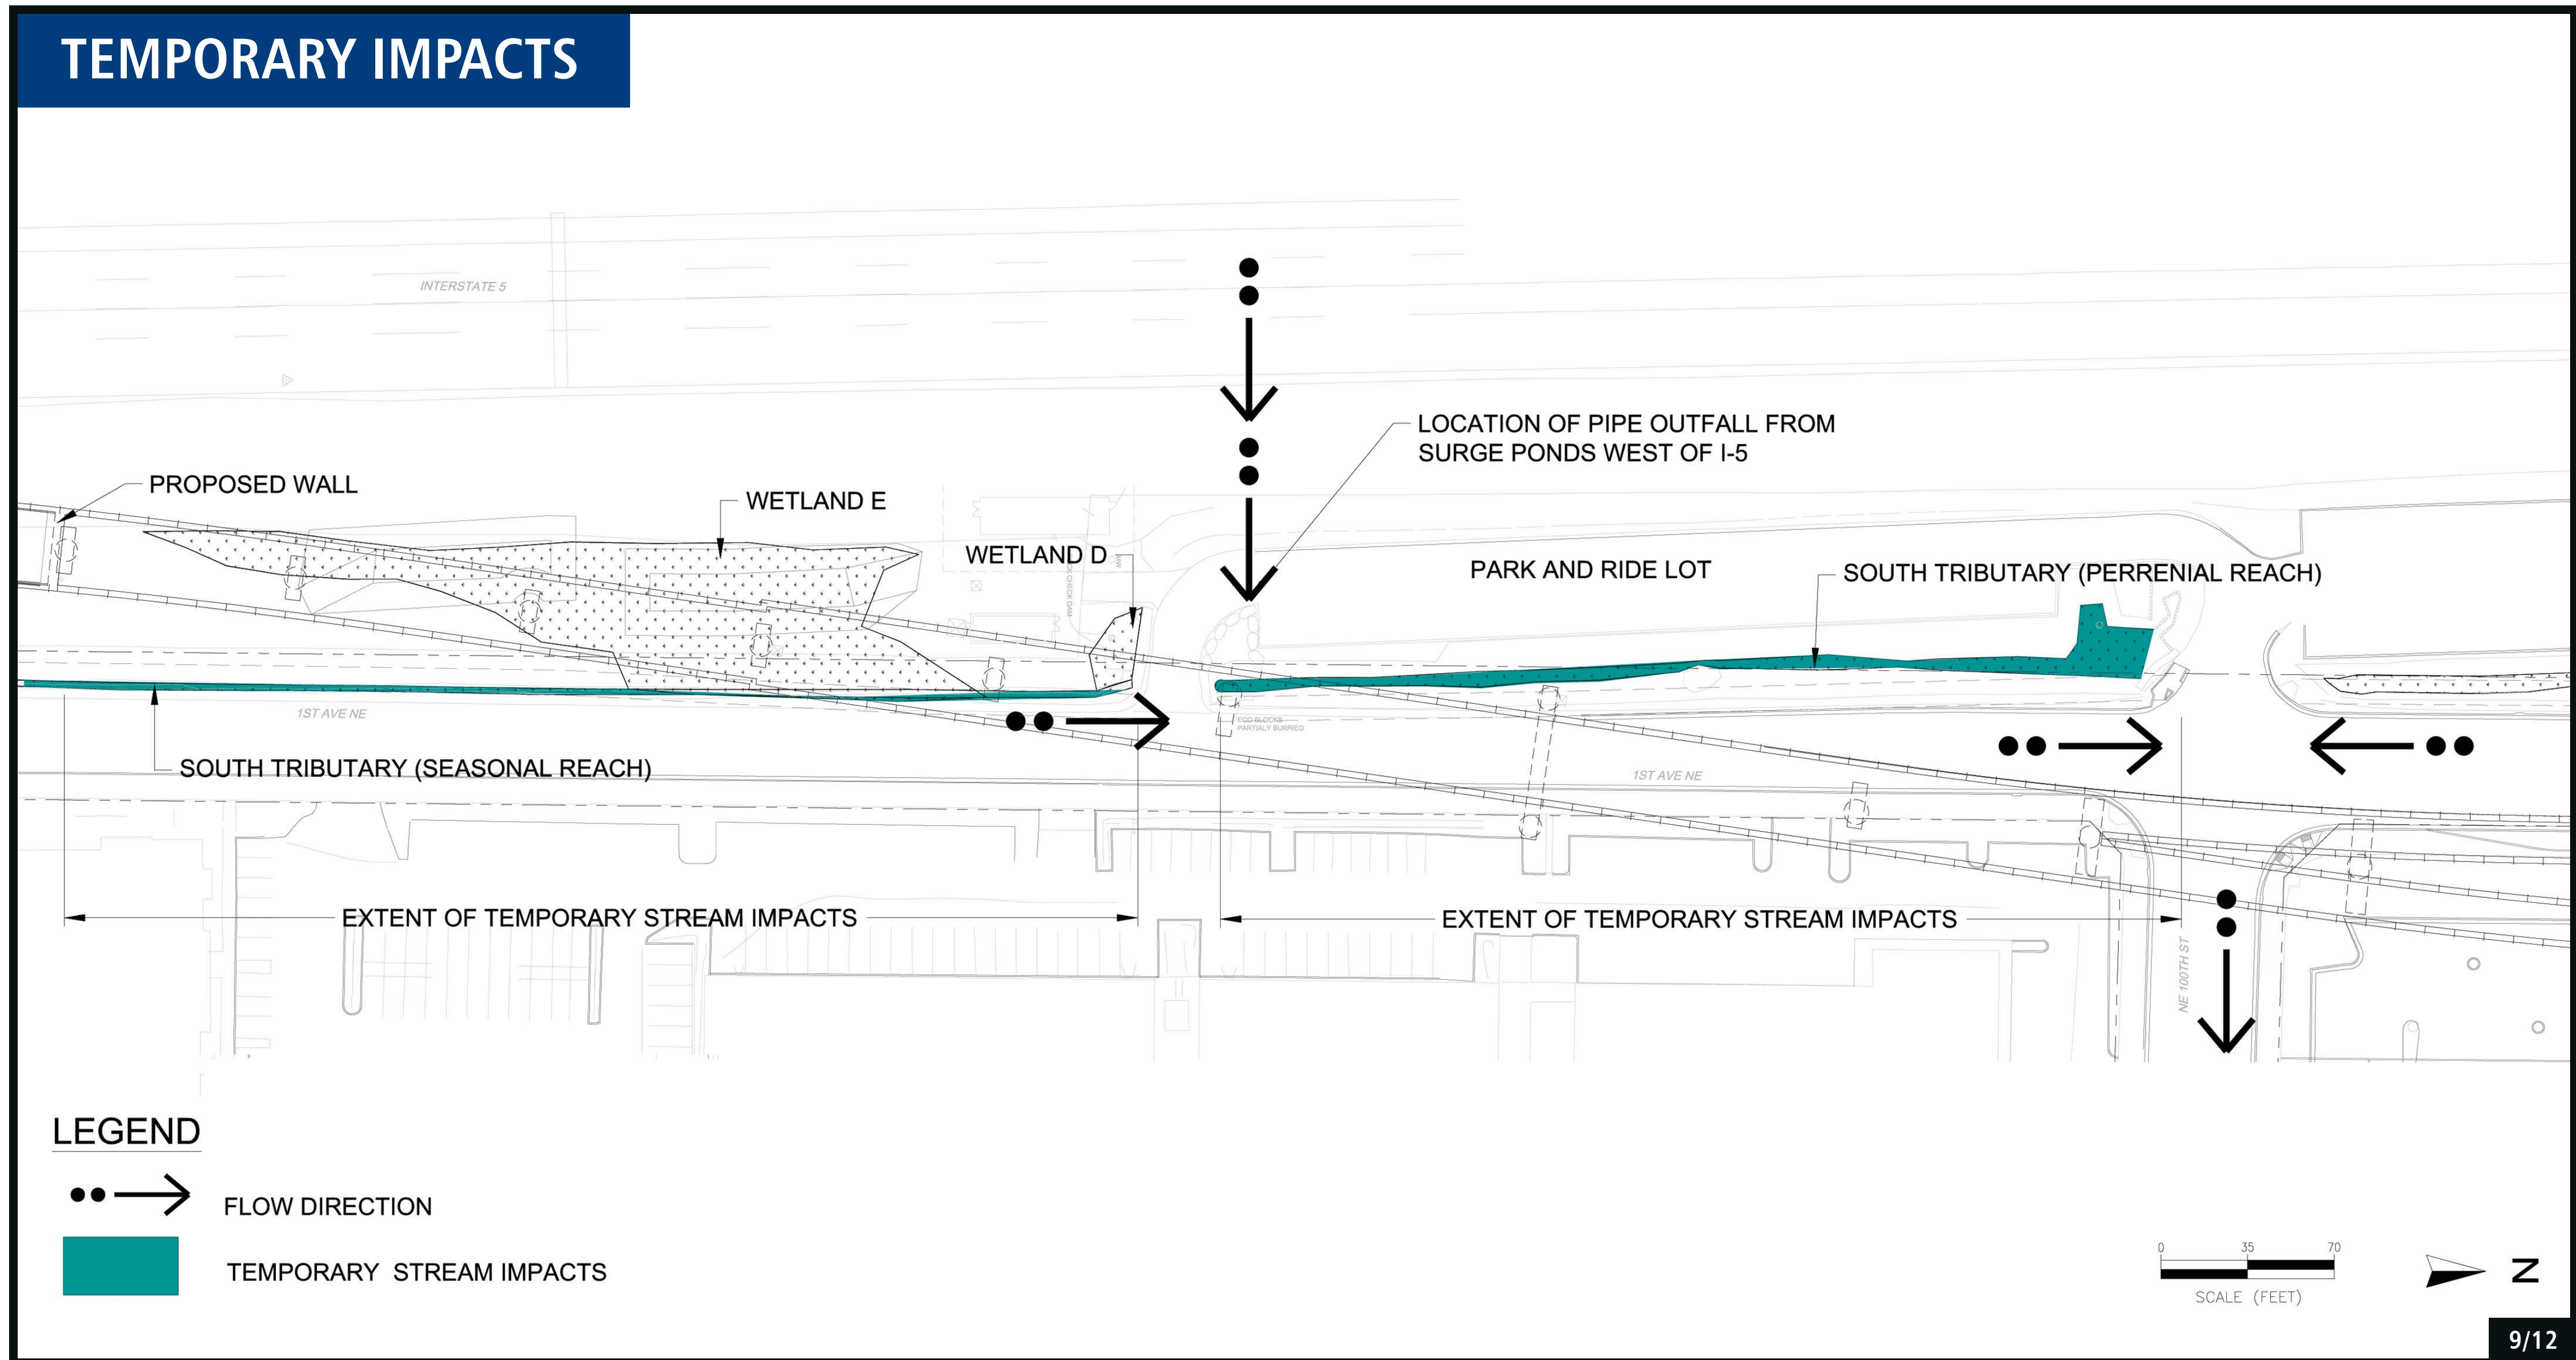 TEMPORARY IMPACTS
INTERSTATE 5
LOCATION OF PIPE OUTFALL FROM
SURGE PONDS WEST OF I-5
PROPOSED WALL
WETLAND E
WETLAND D
CHECK DAM
PARK AND RIDE LOT
SOUTH TRIBUTARY (PERRENIAL REACH)
1ST AVE NE
ECO BLOCKS
PARTIALY BURRIED
SOUTH TRIBUTARY (SEASONAL REACH)
1ST AVE NE
EXTENT OF TEMPORARY STREAM IMPACTS
EXTENT OF TEMPORARY STREAM IMPACTS
NE 100TH ST
LEGEND
FLOW DIRECTION
TEMPORARY STREAM IMPACTS
0 35 70
SCALE (FEET)
N
9/12